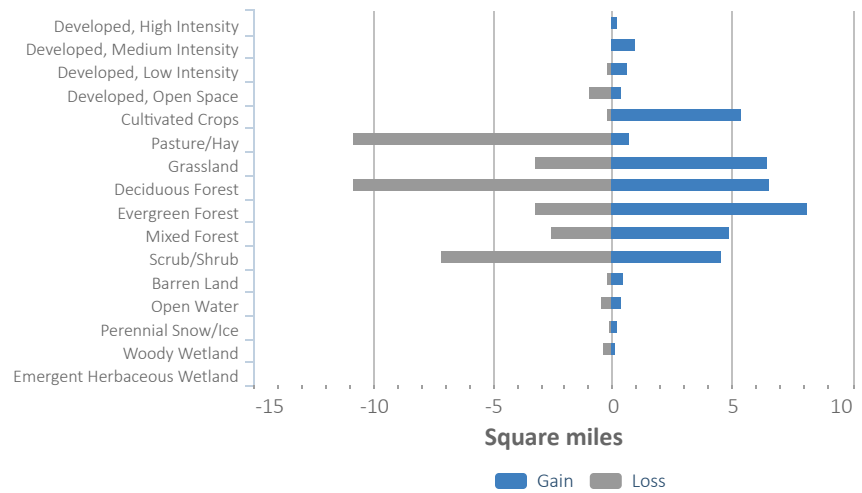 Developed, High Intensity
Developed, Medium Intensity
Developed, Low Intensity
Developed, Open Space
Cultivated Crops
Pasture/Hay
Grassland
Deciduous Forest
Evergreen Forest
Mixed Forest
Scrub/Shrub
Barren Land
Open Water
Perennial Snow/Ice
Woody Wetland
Emergent Herbaceous Wetland
-15 -10 -5 0 5 10
Square miles
Gain Loss